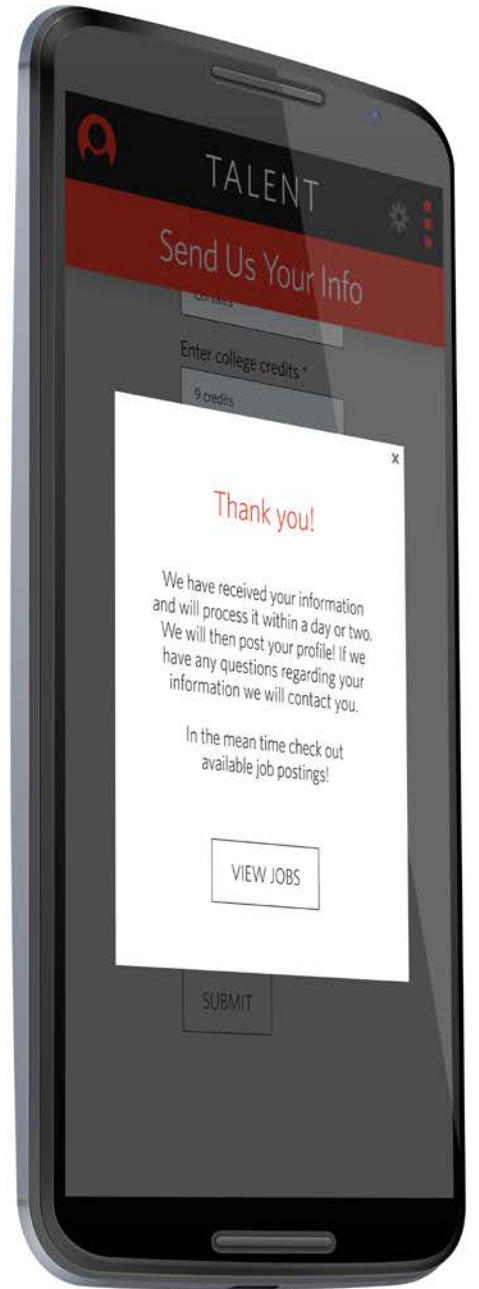 TALENT
Send Us Your Info
Enter college credits *
9 credits
x
Thank you!
We have received your information
and will process it within a day or two.
We will then post your profile! If we
have any questions regarding your
information we will contact you.
In the mean time check out
available job postings!
VIEW JOBS
SUBMIT